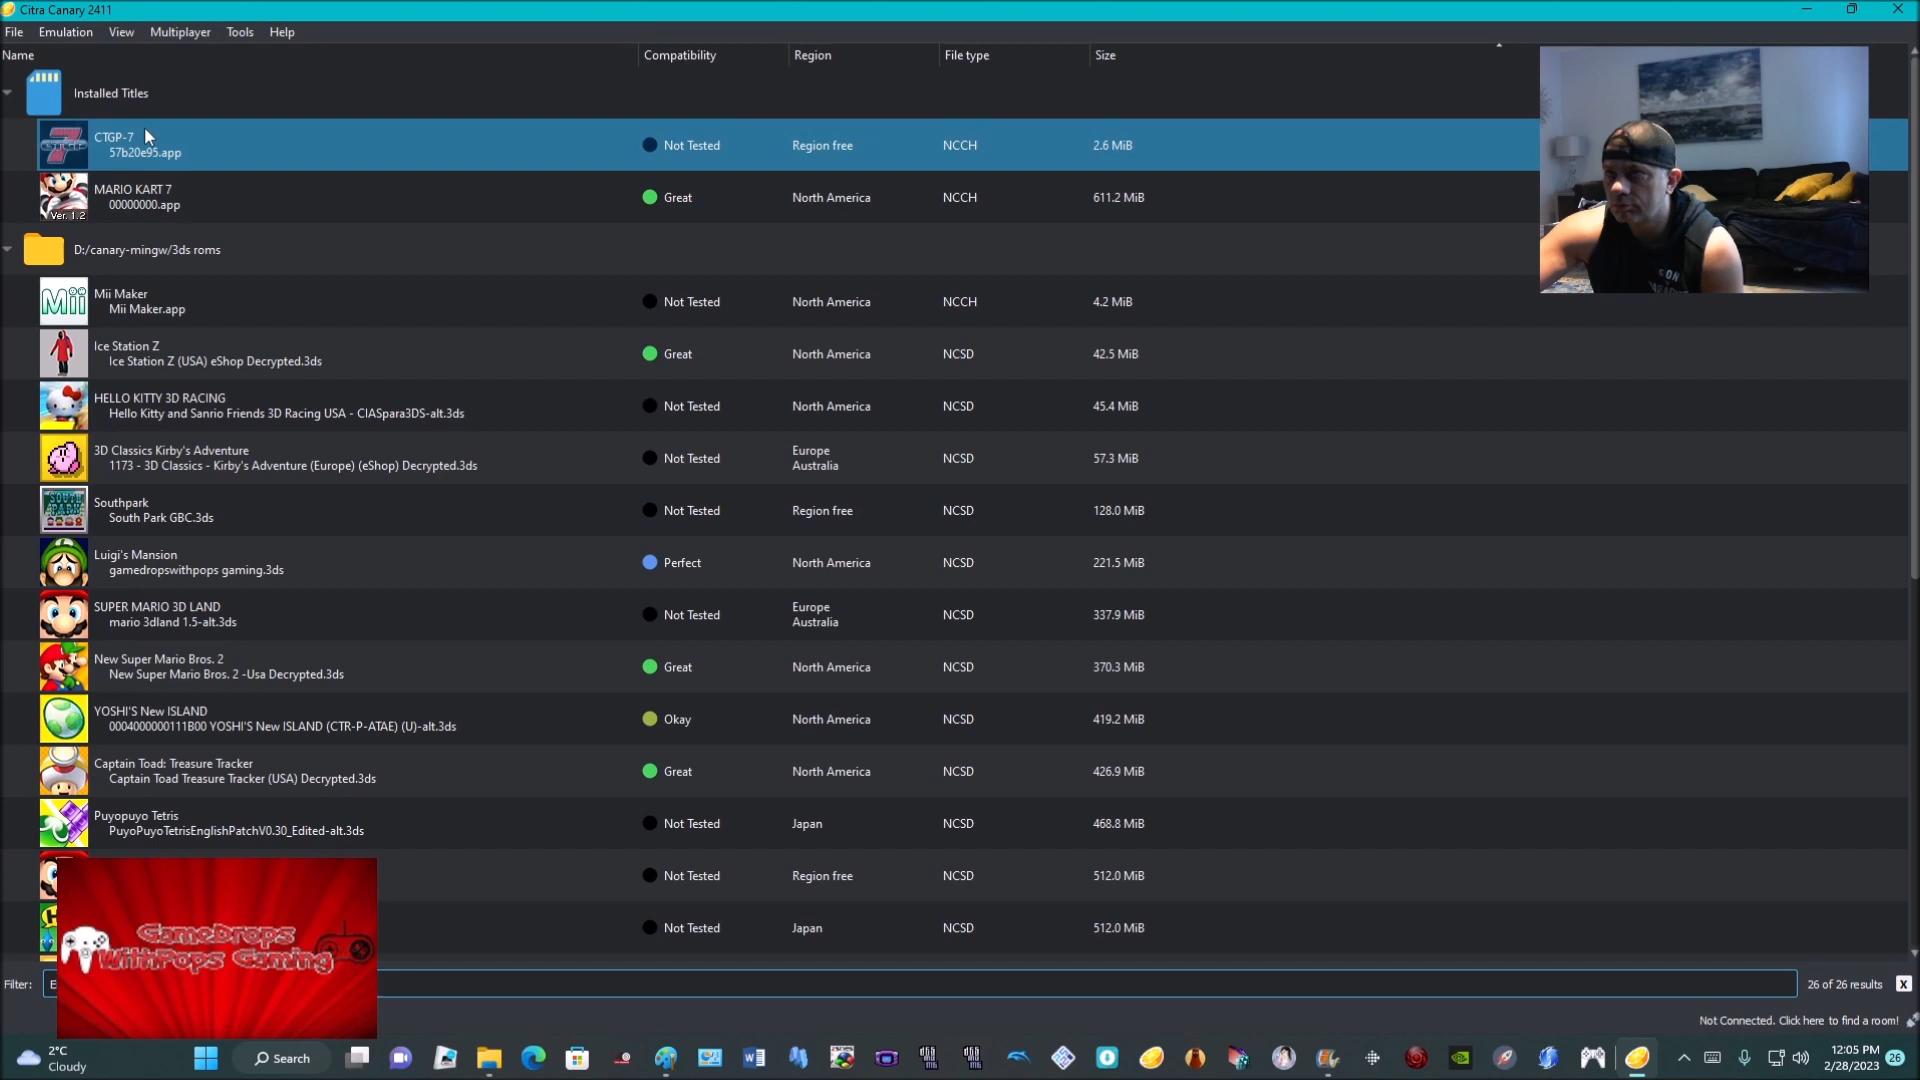 Citra Canary 2411
File Emulation View Multiplayer Tools Help
Name Compatibility Region File type Size
Installed Titles
CTGP-7
57b20e95.app Not Tested Region free NCCH 2.6 MiB
MARIO KART 7
00000000.app Great North America NCCH 611.2 MiB
Ver. 1.2
D:/canary-mingw/3ds roms
Mii Maker
Mii Maker.app Not Tested North America NCCH 4.2 MiB
Mii
Ice Station Z
Ice Station Z (USA) eShop Decrypted.3ds Great North America NCSD 42.5 MiB
HELLO KITTY 3D RACING
Hello Kitty and Sanrio Friends 3D Racing USA - CIASpara3DS-alt.3ds Not Tested North America NCSD 45.4 MiB
3D Classics Kirby's Adventure
1173 - 3D Classics - Kirby's Adventure (Europe) (eShop) Decrypted.3ds Not Tested Europe Australia NCSD 57.3 MiB
Southpark
South Park GBC.3ds Not Tested Region free NCSD 128.0 MiB
SOUTH PARK
Luigi's Mansion
gamedropswithpops gaming.3ds Perfect North America NCSD 221.5 MiB
SUPER MARIO 3D LAND
mario 3dland 1.5-alt.3ds Not Tested Europe Australia NCSD 337.9 MiB
New Super Mario Bros. 2
New Super Mario Bros. 2 -Usa Decrypted.3ds Great North America NCSD 370.3 MiB
YOSHI'S New ISLAND
0004000000111B00 YOSHI'S New ISLAND (CTR-P-ATAE) (U)-alt.3ds Okay North America NCSD 419.2 MiB
Captain Toad: Treasure Tracker
Captain Toad Treasure Tracker (USA) Decrypted.3ds Great North America NCSD 426.9 MiB
Puyopuyo Tetris
PuyoPuyoTetrisEnglishPatchV0.30_Edited-alt.3ds Not Tested Japan NCSD 468.8 MiB
Not Tested Region free NCSD 512.0 MiB
Not Tested Japan NCSD 512.0 MiB
GameDrops
WithPops Gaming
Filter: E 26 of 26 results X
Not Connected. Click here to find a room!
2°C
Cloudy
Search
12:05 PM
2/28/2023
26